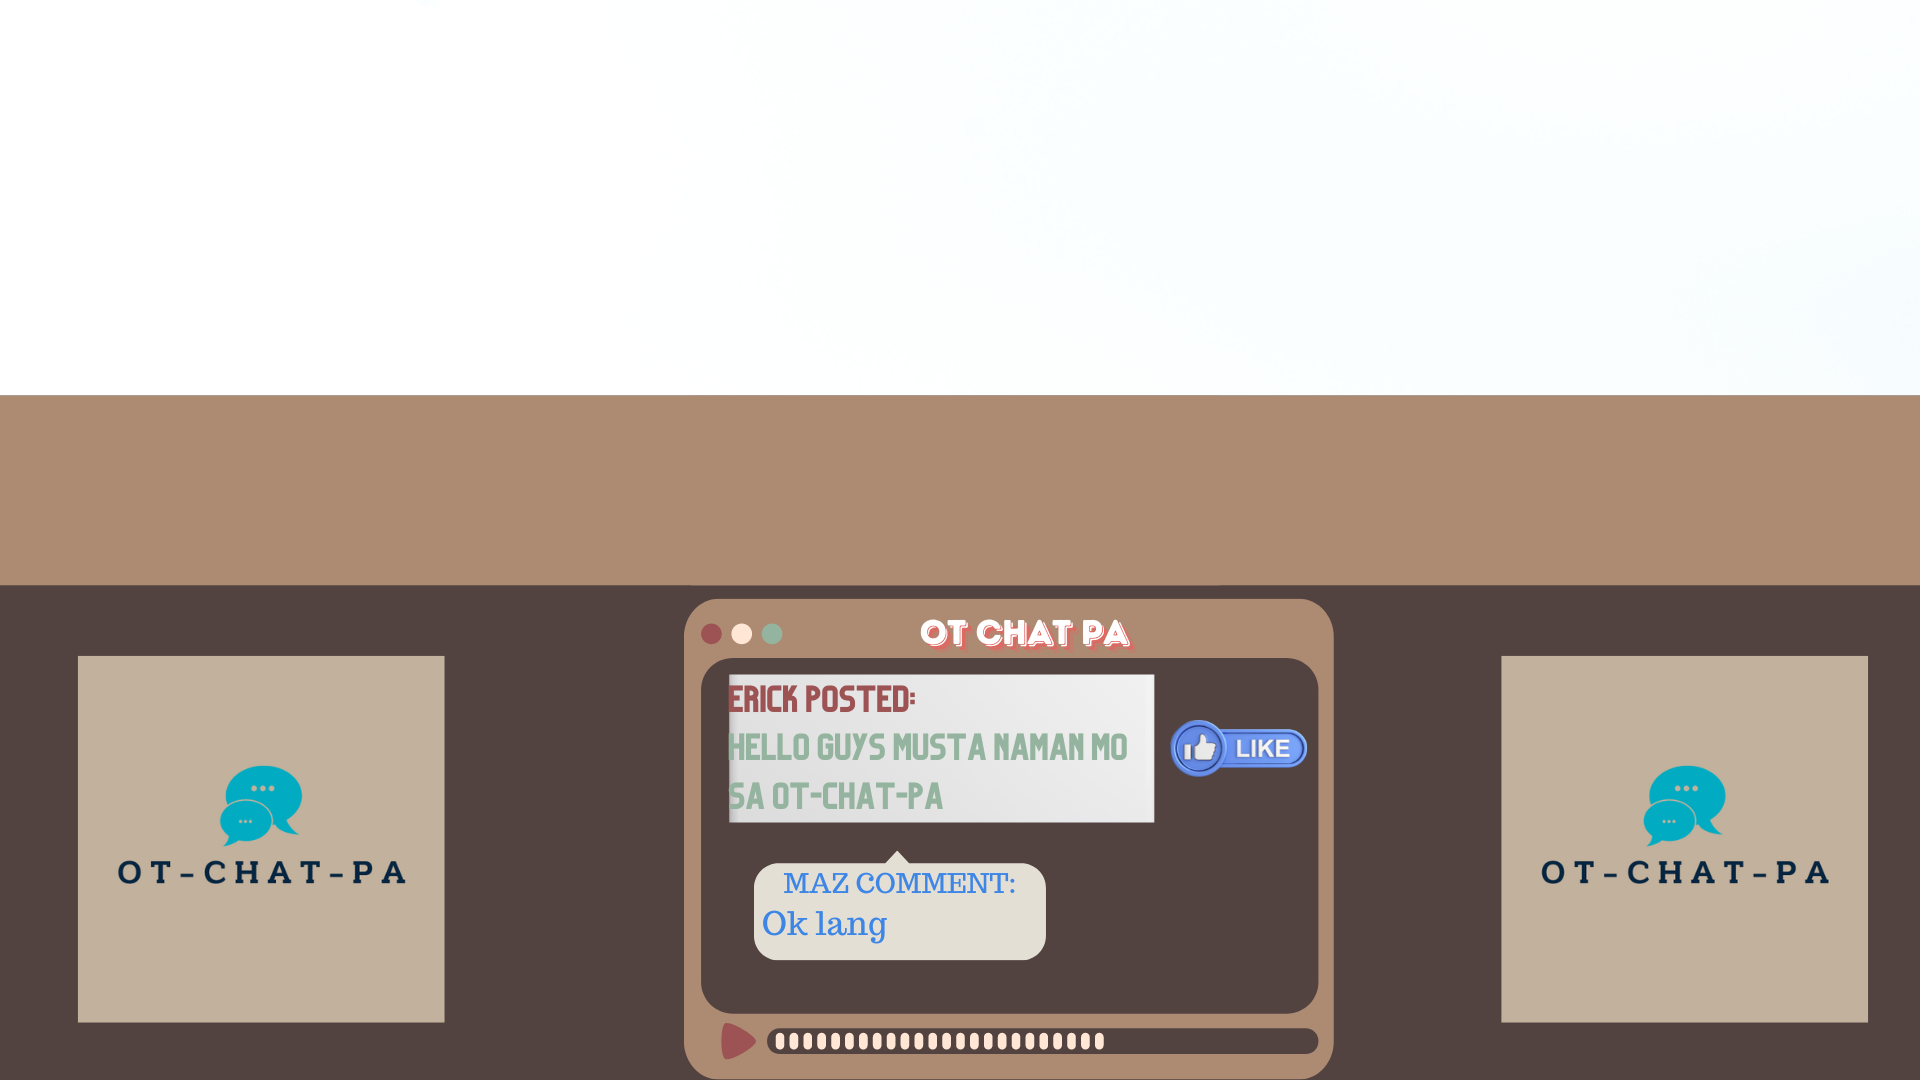 OT CHAT PA
ERICK POSTED:
HELLO GUYS MUSTA NAMAN MO
SA OT-CHAT-PA
LIKE
MAZ COMMENT:
Ok lang
OT-CHAT-PA
OT-CHAT-PA